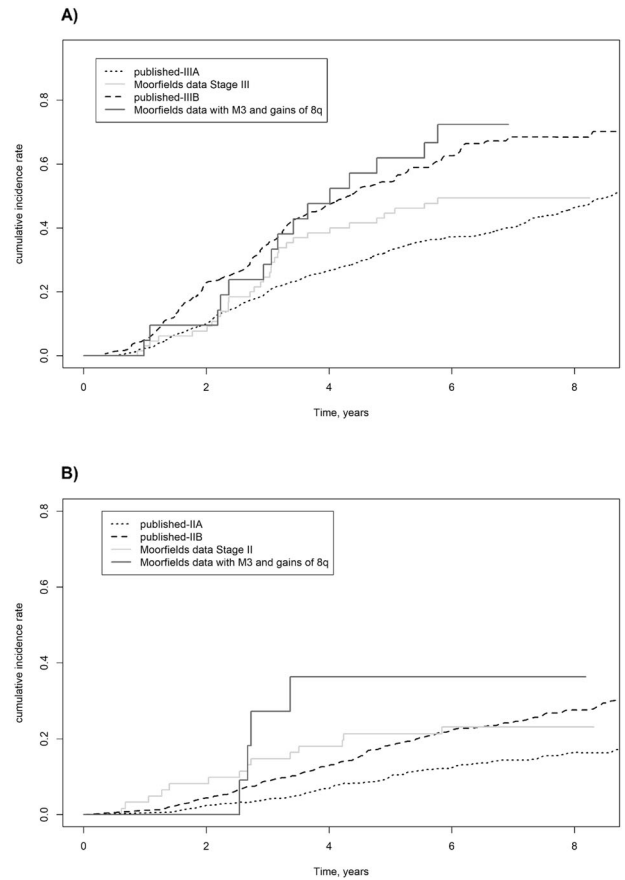 A)
published-IIIA
Moorfields data Stage III
published-IIIB
Moorfields data with M3 and gains of 8q
cumulative incidence rate
0.8
0.6
0.4
0.2
0.0
0 2 4 6 8
Time, years
B)
published-IIA
published-IIB
Moorfields data Stage II
Moorfields data with M3 and gains of 8q
cumulative incidence rate
0.8
0.6
0.4
0.2
0.0
0 2 4 6 8
Time, years